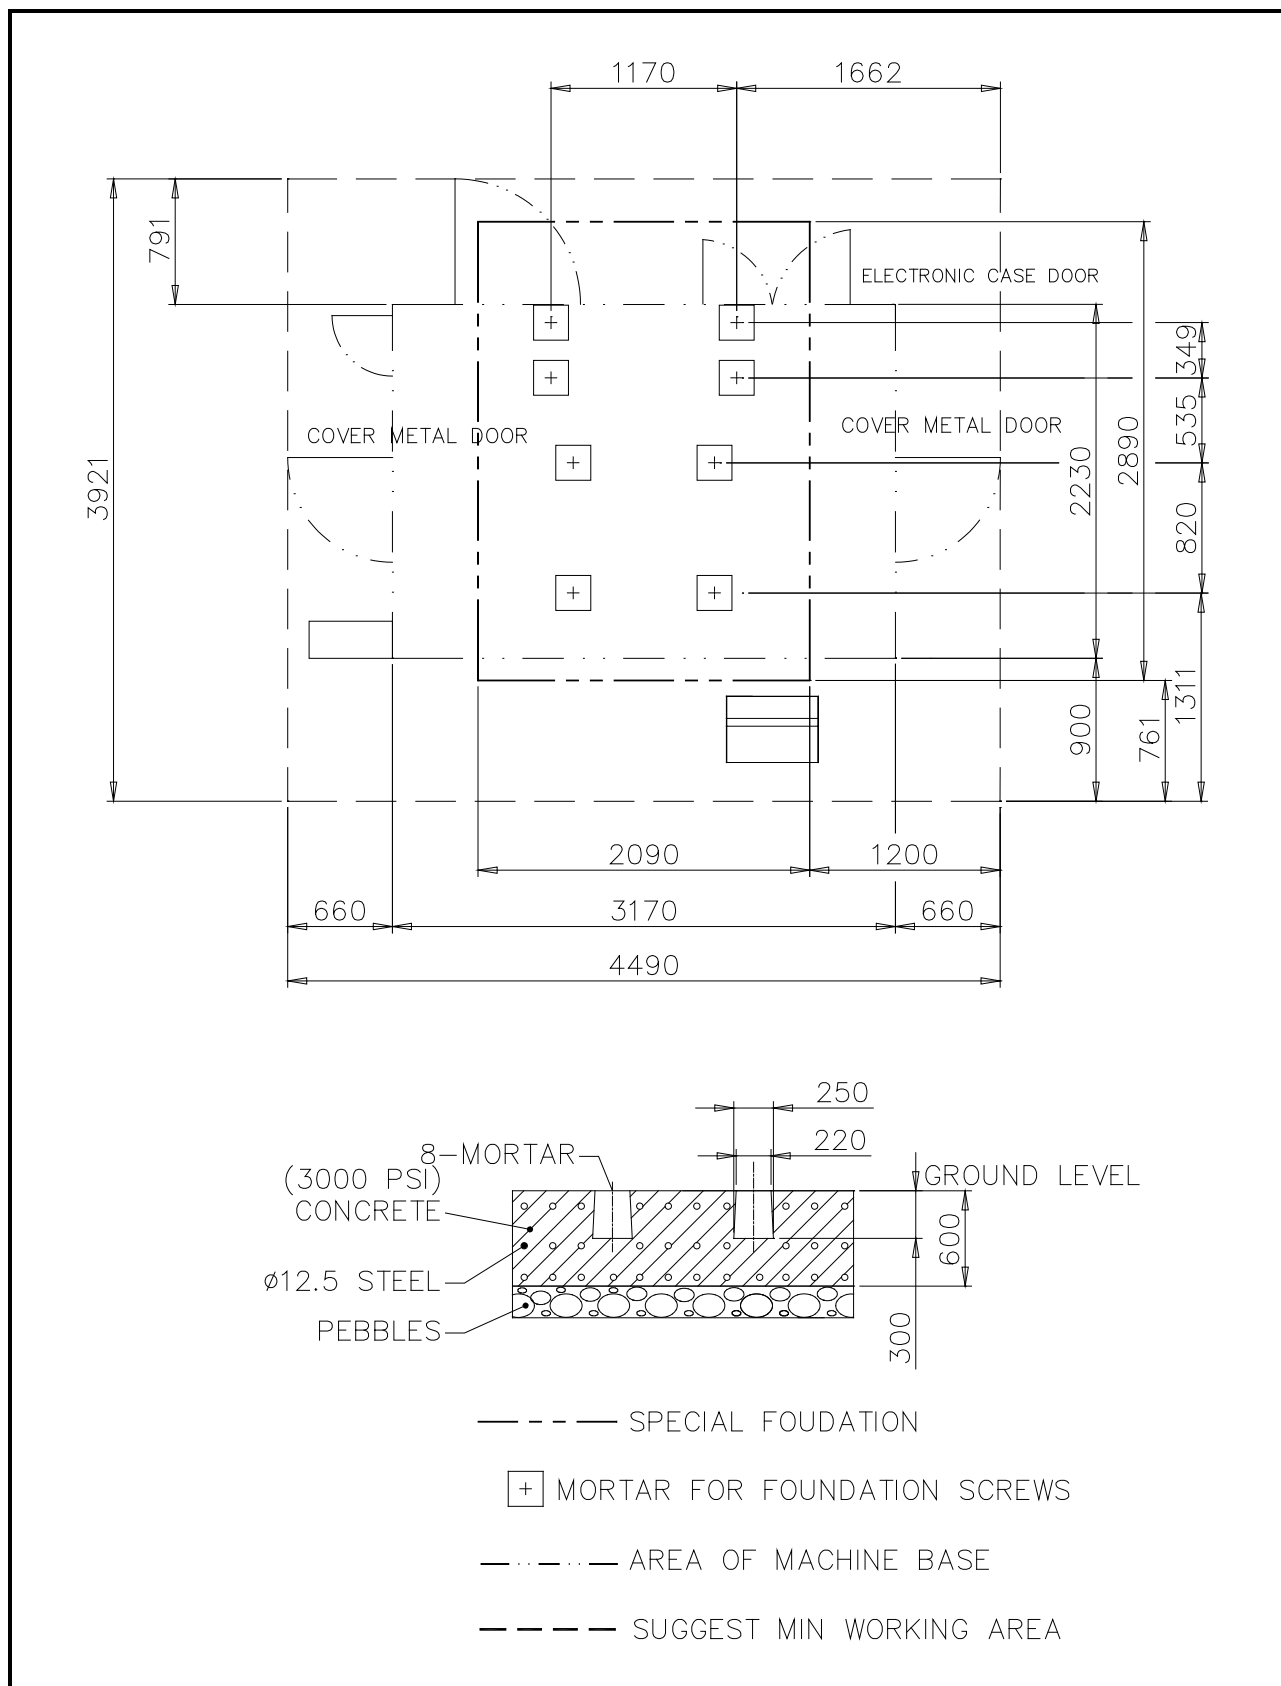 1170
1662
791
ELECTRONIC CASE DOOR
349
COVER METAL DOOR
COVER METAL DOOR
535
3921
2230
2890
820
1311
900
761
2090
1200
660
3170
660
4490
250
220
8-MORTAR
(3000 PSI)
CONCRETE
GROUND LEVEL
600
ø12.5 STEEL
PEBBLES
300
SPECIAL FOUDATION
MORTAR FOR FOUNDATION SCREWS
AREA OF MACHINE BASE
SUGGEST MIN WORKING AREA